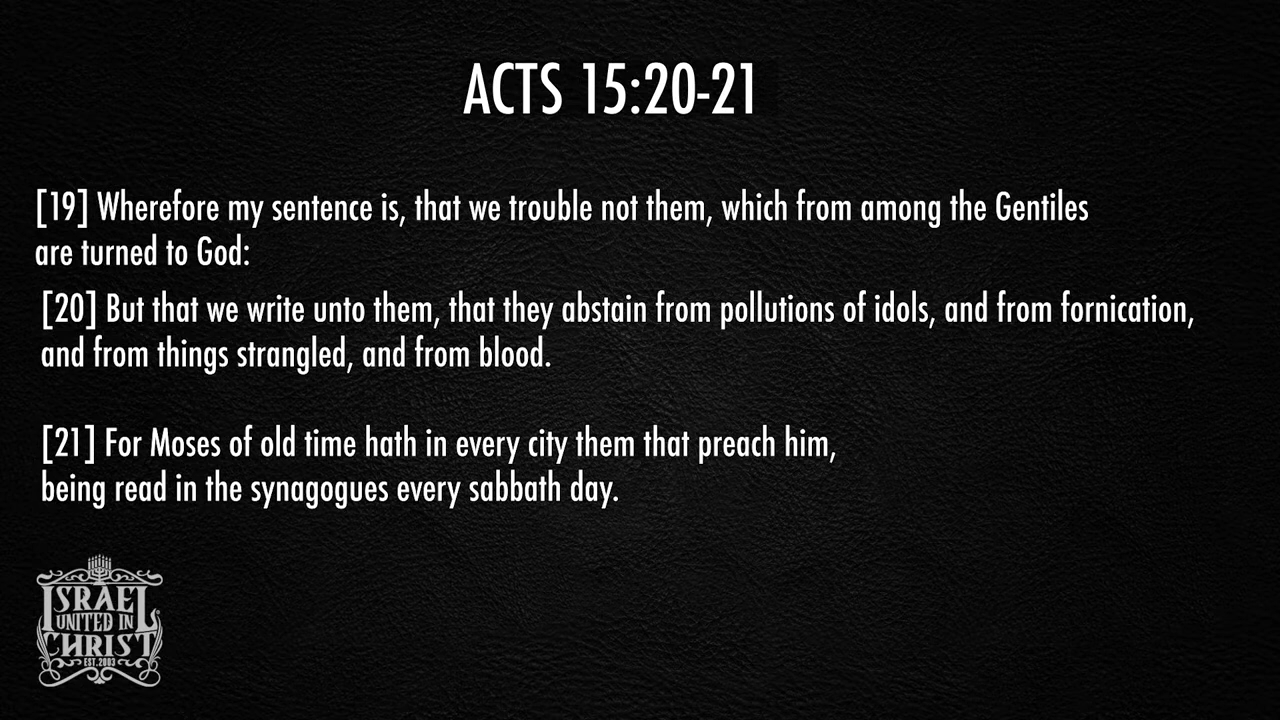 ACTS 15:20-21
[19] Wherefore my sentence is, that we trouble not them, which from among the Gentiles
are turned to God:
[20] But that we write unto them, that they abstain from pollutions of idols, and from fornication,
and from things strangled, and from blood.
[21] For Moses of old time hath in every city them that preach him,
being read in the synagogues every sabbath day.
ISRAEL
UNITED IN
CHRIST
EST.2003